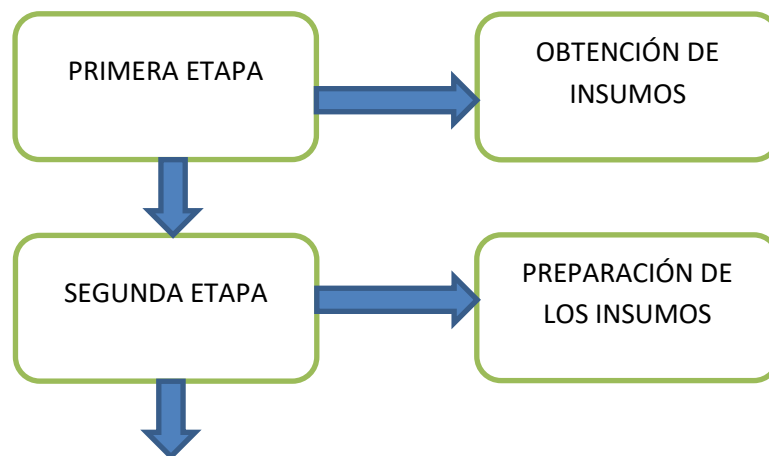 PRIMERA ETAPA
OBTENCIÓN DE
INSUMOS
SEGUNDA ETAPA
PREPARACIÓN DE
LOS INSUMOS